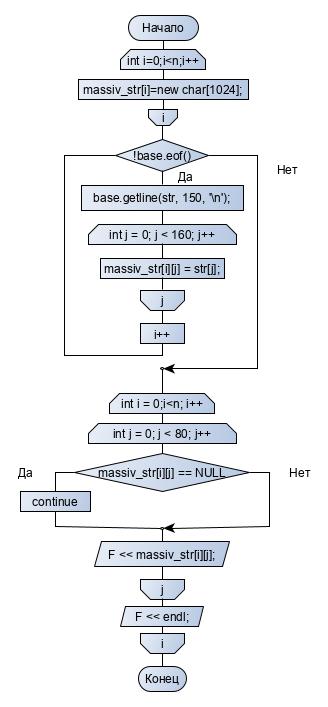 Начало
int i=0;i<n;i++
massiv_str[i]=new char[1024];
i
!base.eof()
Нет
Да
base.getline(str, 150, '\n');
int j = 0; j < 160; j++
massiv_str[i][j] = str[j];
j
i++
int i = 0;i<n; i++
int j = 0; j < 80; j++
Да
massiv_str[i][j] == NULL
Нет
continue
F << massiv_str[i][j];
j
F << endl;
i
Конец